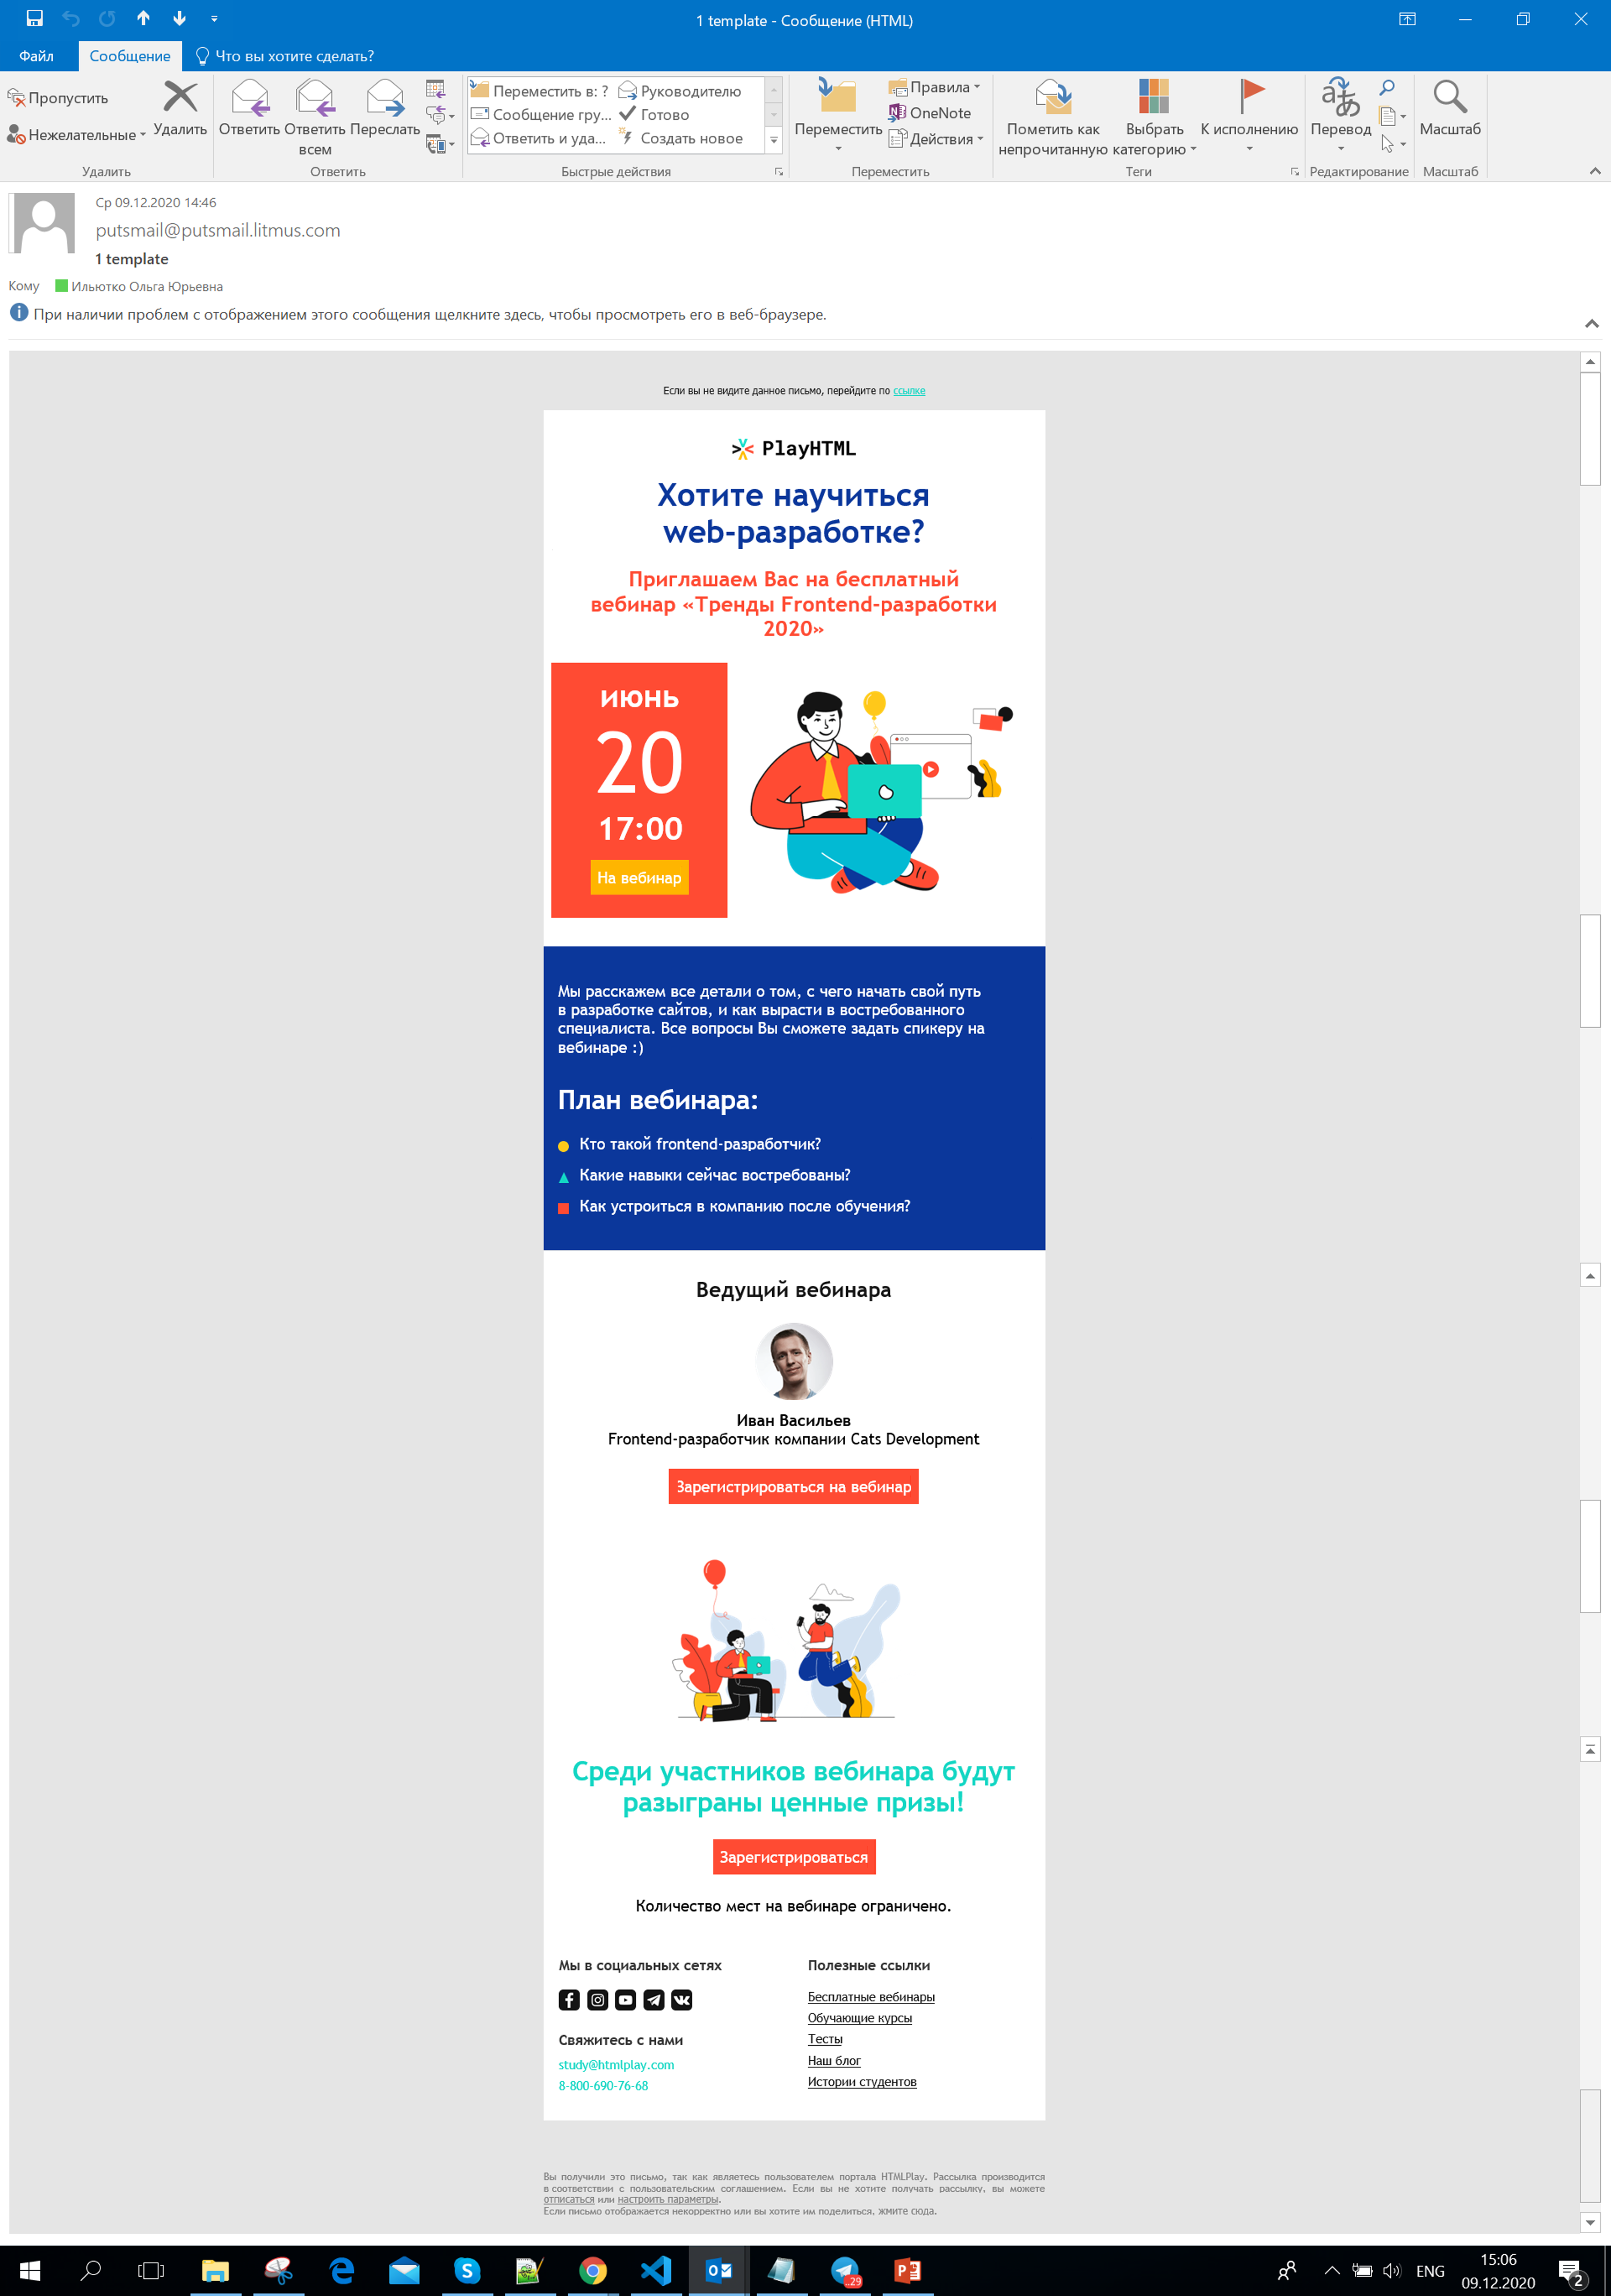 1 template - Сообщение (HTML)
Файл
Сообщение
Что вы хотите сделать?
Пропустить
Нежелательные
Удалить
Удалить
Ответить
Ответить всем
Переслать
Ответить
Переместить в: ?
Сообщение гру...
Ответить и уда...
Руководителю
Готово
Создать новое
Быстрые действия
Переместить
Правила
OneNote
Действия
Переместить
Пометить как непрочитанную
Выбрать категорию
К исполнению
Теги
Перевод
Редактирование
Масштаб
Масштаб
Ср 09.12.2020 14:46
putsmail@putsmail.litmus.com
1 template
Кому
Ильютко Ольга Юрьевна
При наличии проблем с отображением этого сообщения щелкните здесь, чтобы просмотреть его в веб-браузере.
Если вы не видите данное письмо, перейдите по ссылке
PlayHTML
Хотите научиться
web-разработке?
Приглашаем Вас на бесплатный
вебинар «Тренды Frontend-разработки
2020»
июнь
20
17:00
На вебинар
Мы расскажем все детали о том, с чего начать свой путь
в разработке сайтов, и как вырасти в востребованного
специалиста. Все вопросы Вы сможете задать спикеру на
вебинаре :)
План вебинара:
Кто такой frontend-разработчик?
Какие навыки сейчас востребованы?
Как устроиться в компанию после обучения?
Ведущий вебинара
Иван Васильев
Frontend-разработчик компании Cats Development
Зарегистрироваться на вебинар
Среди участников вебинара будут
разыграны ценные призы!
Зарегистрироваться
Количество мест на вебинаре ограничено.
Мы в социальных сетях
Свяжитесь с нами
study@htmlplay.com
8-800-690-76-68
Полезные ссылки
Бесплатные вебинары
Обучающие курсы
Тесты
Наш блог
Истории студентов
Вы получили это письмо, так как являетесь пользователем портала HTMLPlay. Рассылка производится
в соответствии с пользовательским соглашением. Если вы не хотите получать рассылку, вы можете
отписаться или настроить параметры.
Если письмо отображается некорректно или вы хотите им поделиться, жмите сюда.
29
ENG
15:06
09.12.2020
2